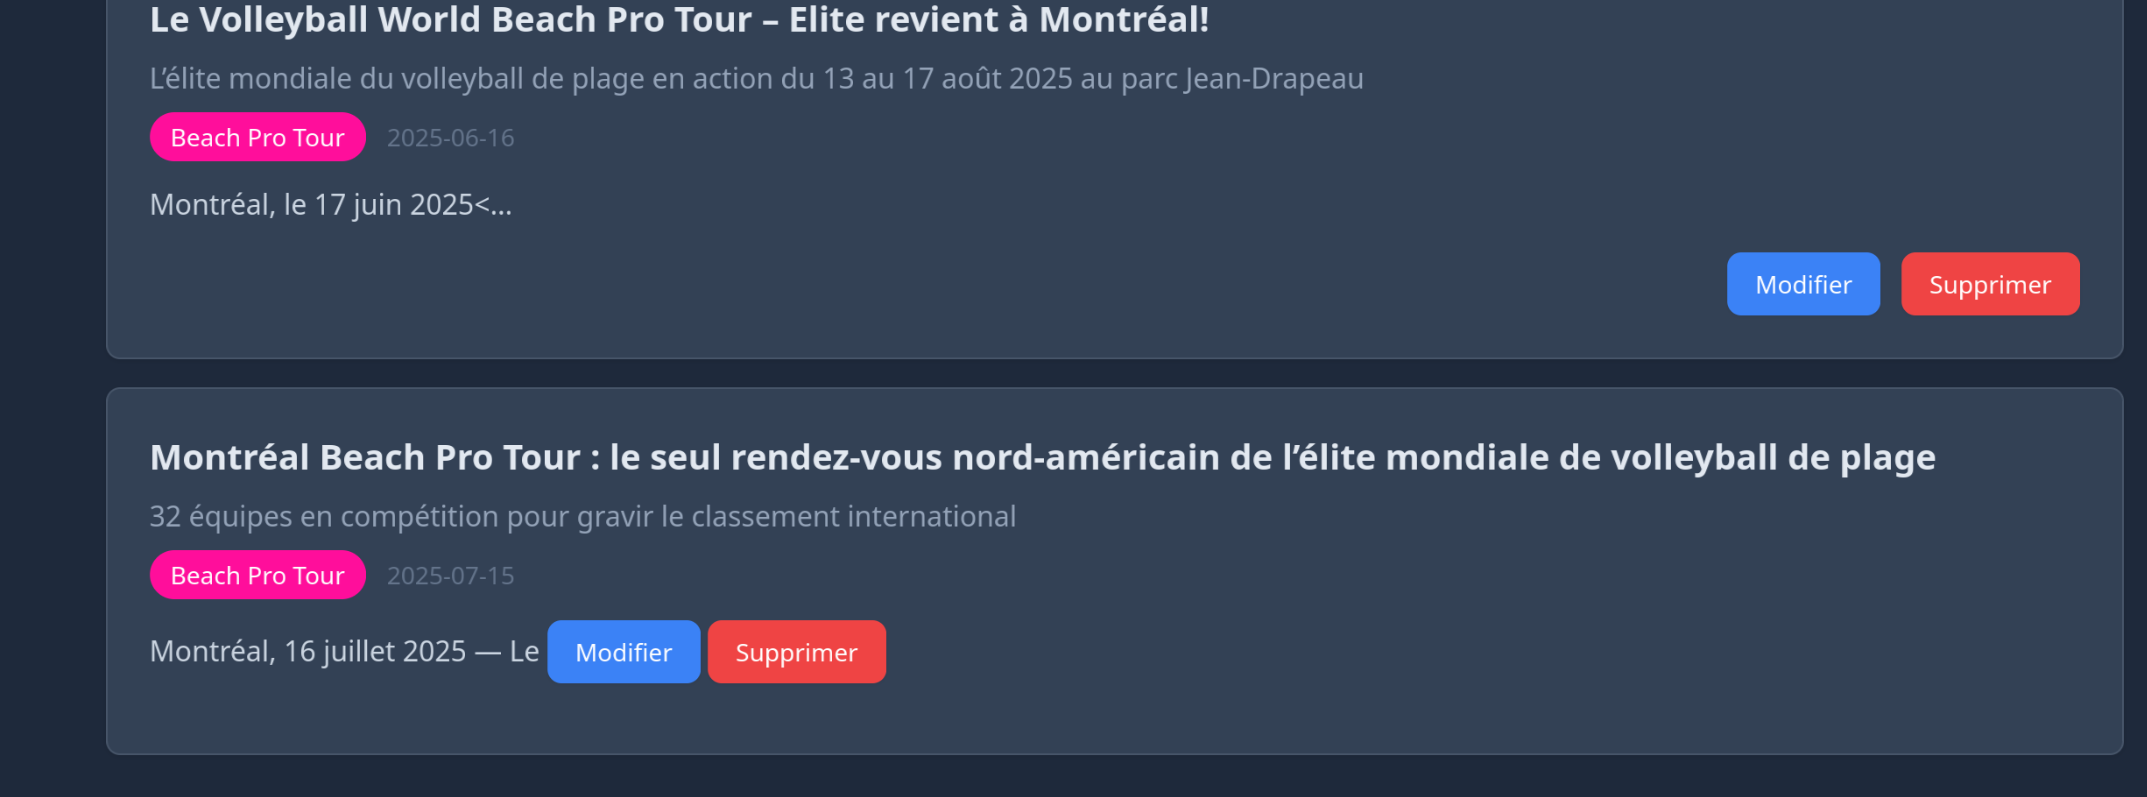 Le Volleyball World Beach Pro Tour – Elite revient à Montréal!
L’élite mondiale du volleyball de plage en action du 13 au 17 août 2025 au parc Jean-Drapeau
Beach Pro Tour 2025-06-16
Montréal, le 17 juin 2025<...
Modifier Supprimer
Montréal Beach Pro Tour : le seul rendez-vous nord-américain de l’élite mondiale de volleyball de plage
32 équipes en compétition pour gravir le classement international
Beach Pro Tour 2025-07-15
Montréal, 16 juillet 2025 — Le Modifier Supprimer